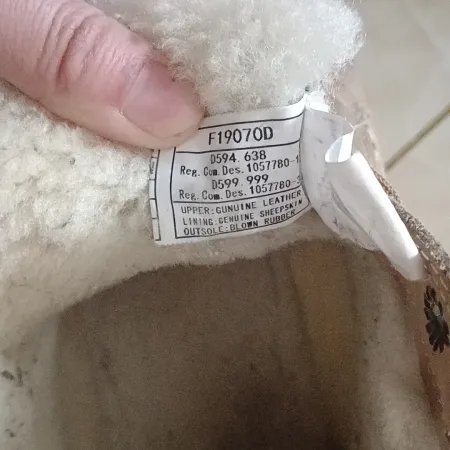 F19070D
D594. 638
Reg. Com. Des. 1057780-
D599. 999
Reg. Com. Des. 1057780-
UPPER:GUNUINE LEATHER
LINING:GENUINE SHEEPSKIN
OUTSOLE:BLOWN RUBBER